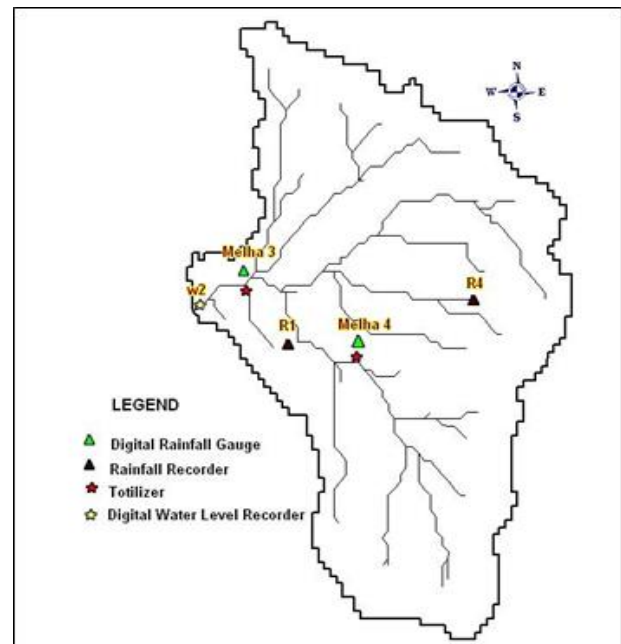 N
W E
S
Melha 3
w2
R4
R1
Melha 4
LEGEND
Digital Rainfall Gauge
Rainfall Recorder
Totilizer
Digital Water Level Recorder